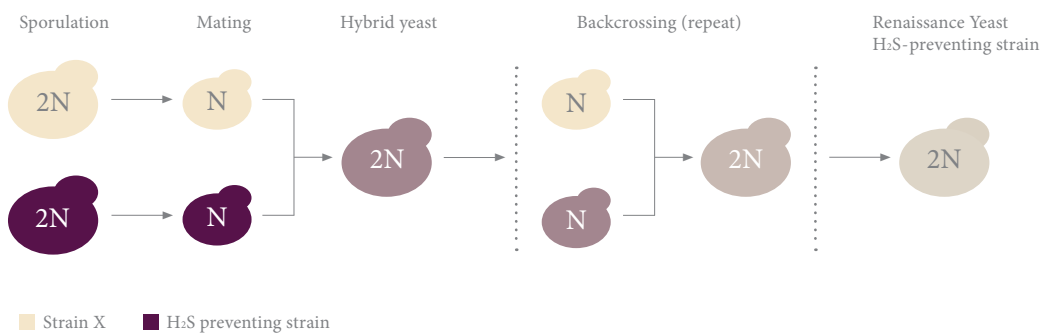 Sporulation
Mating
Hybrid yeast
Backcrossing (repeat)
Renaissance Yeast
H₂S-preventing strain
2N
N
2N
N
2N
N
2N
N
2N
2N
Strain X
H₂S preventing strain